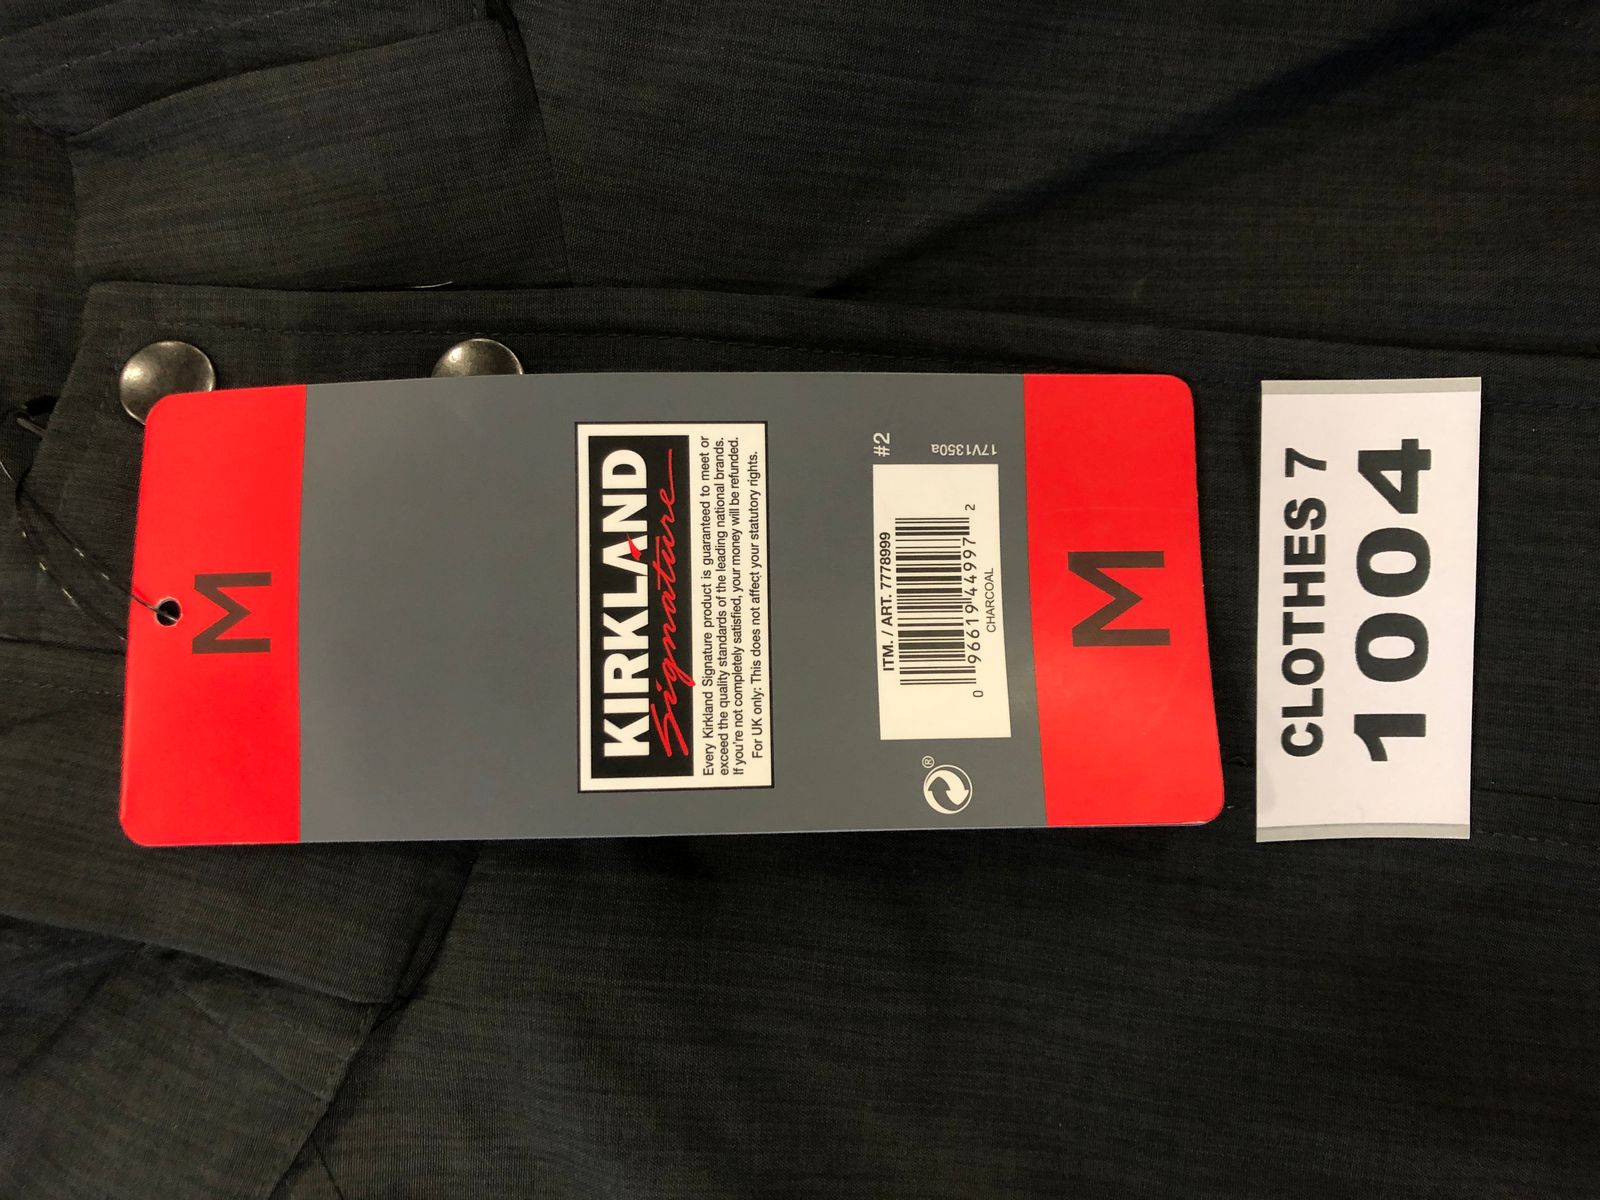 M
KIRKLAND
Signature
Every Kirkland Signature product is guaranteed to meet or
exceed the quality standards of the leading national brands.
If you're not completely satisfied, your money will be refunded.
For UK only: This does not affect your statutory rights.
#2
ITM. / ART. 7778999
0 96619 44997 2
CHARCOAL
17V1350a
®
M
CLOTHES 7
1004